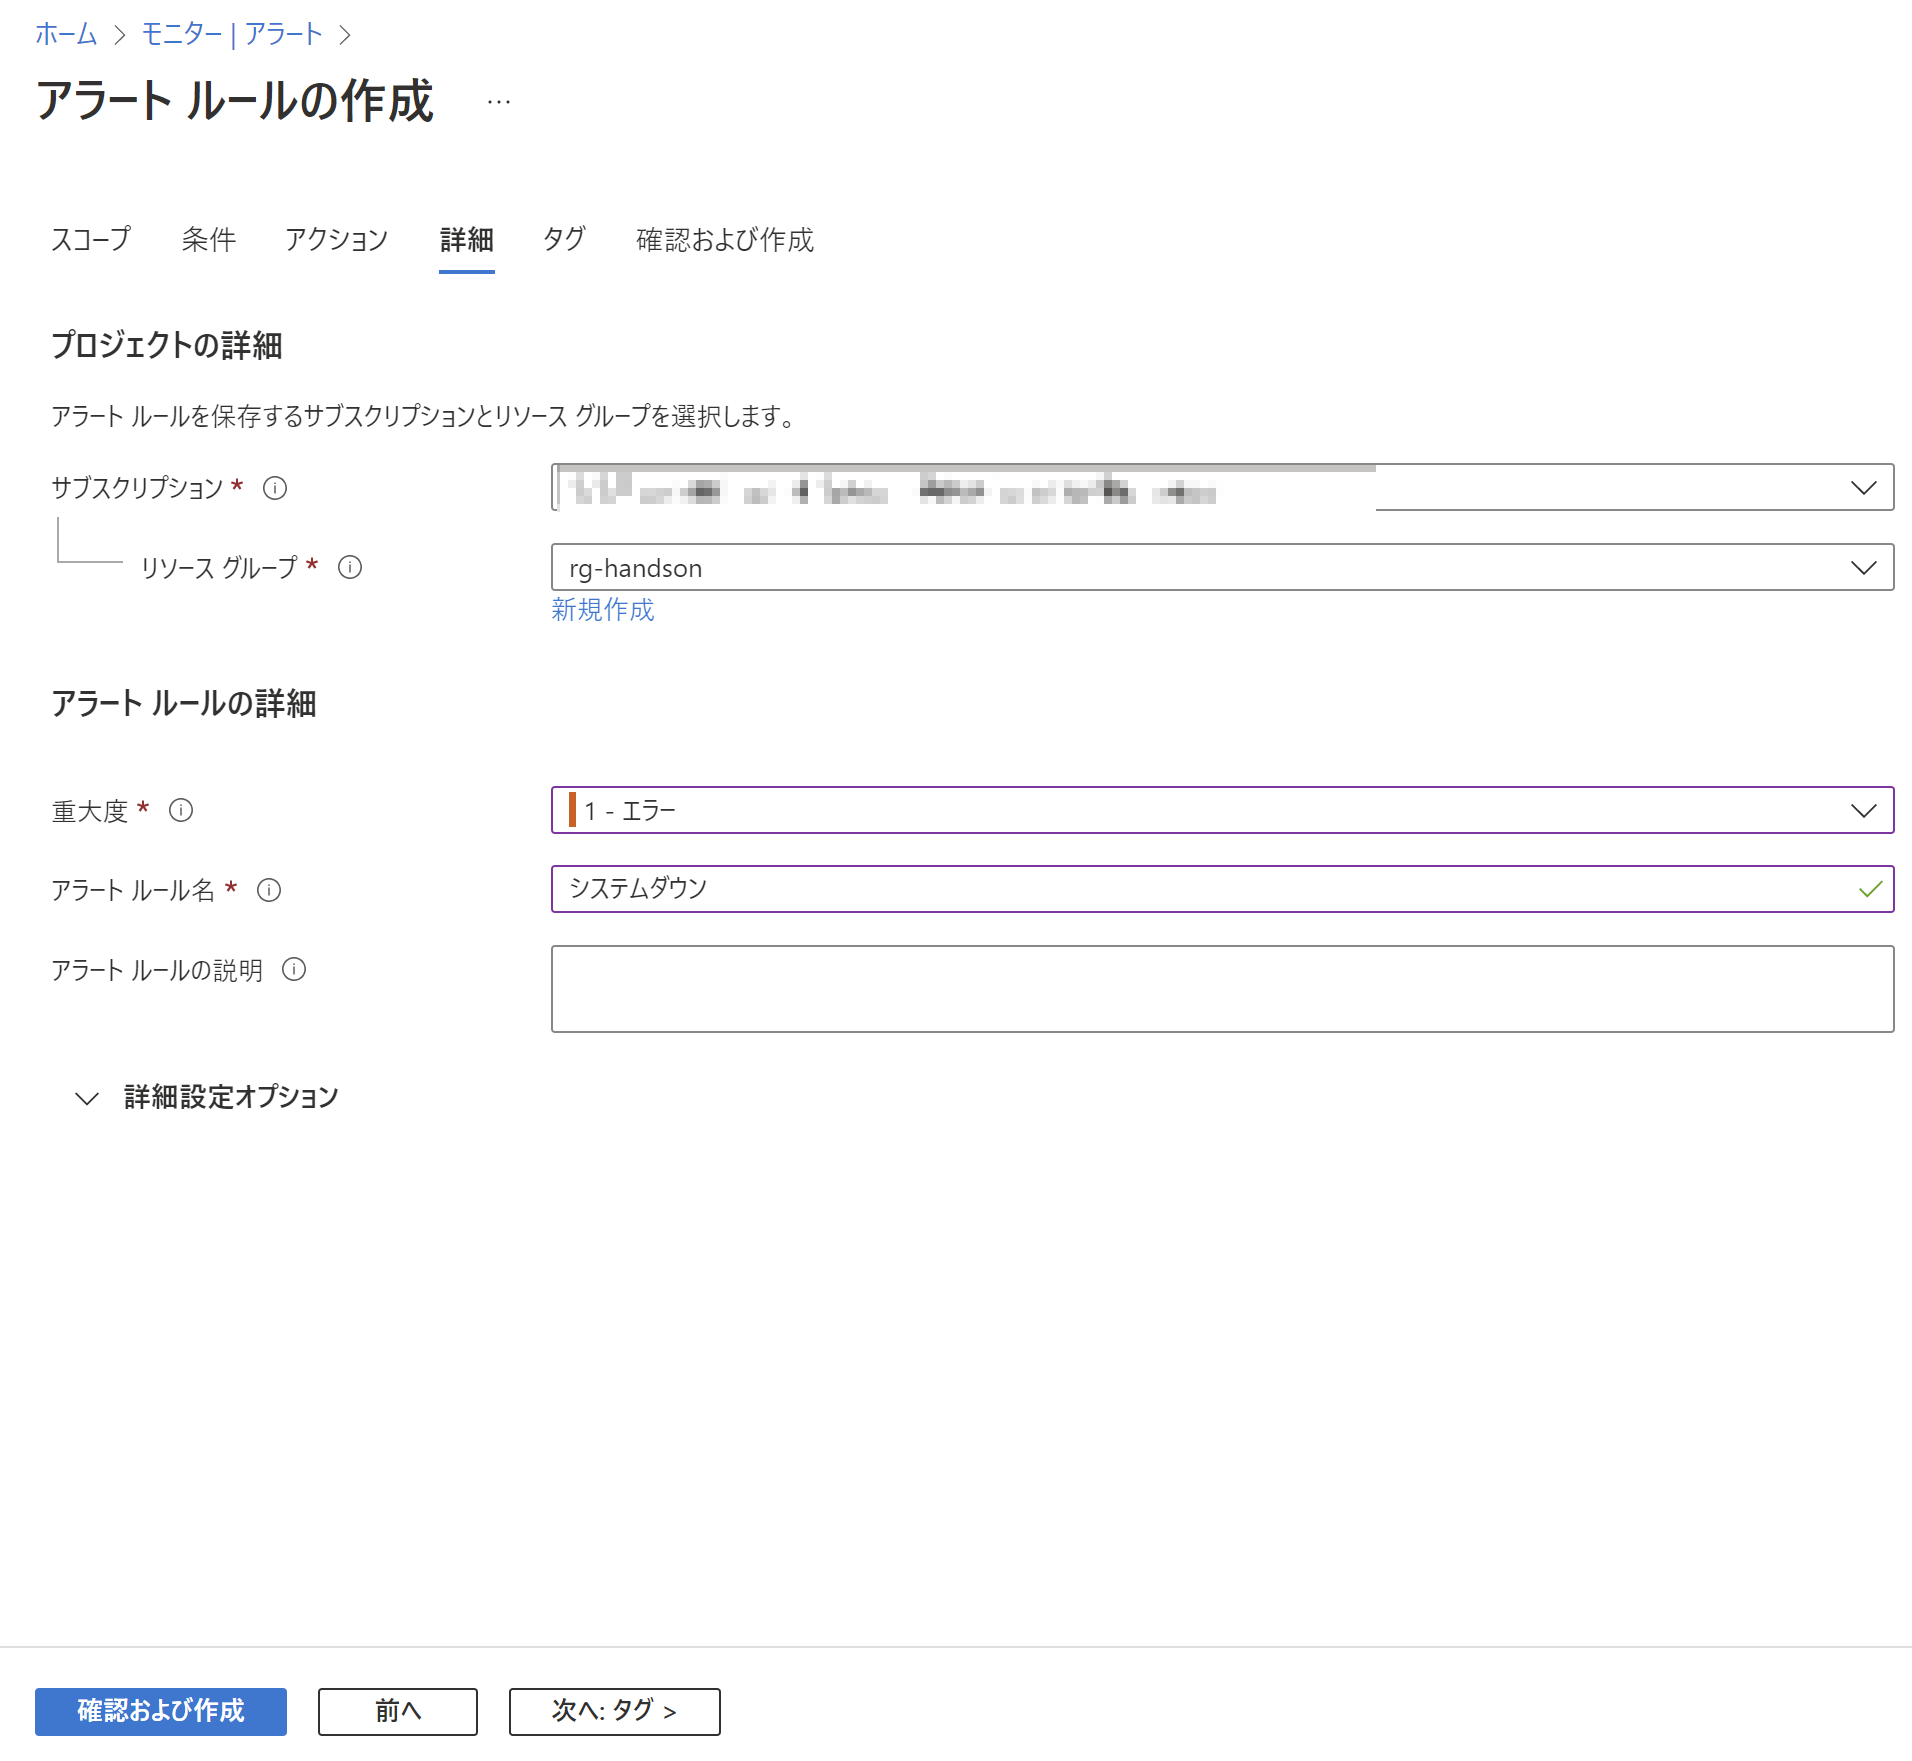 ホーム > モニター | アラート >
アラート ルールの作成 …
スコープ 条件 アクション 詳細 タグ 確認および作成
プロジェクトの詳細
アラート ルールを保存するサブスクリプションとリソース グループを選択します。
サブスクリプション *
リソース グループ * rg-handson
新規作成
アラート ルールの詳細
重大度 * 1 - エラー
アラート ルール名 * システムダウン
アラート ルールの説明
詳細設定オプション
確認および作成 前へ 次へ: タグ >